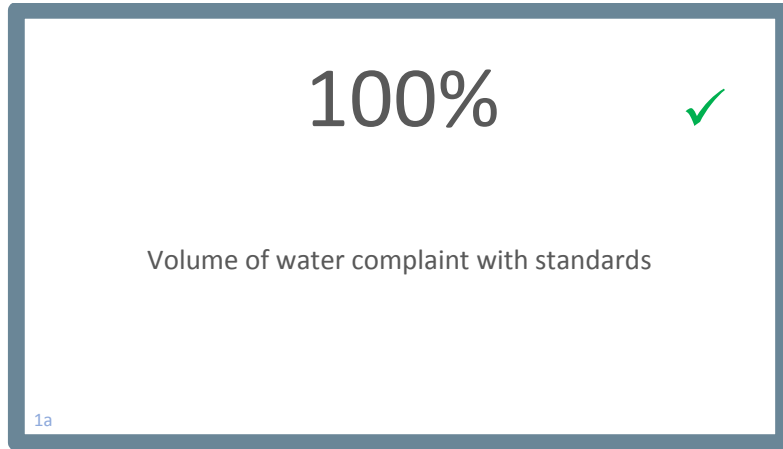 100%
✓
Volume of water complaint with standards
1a